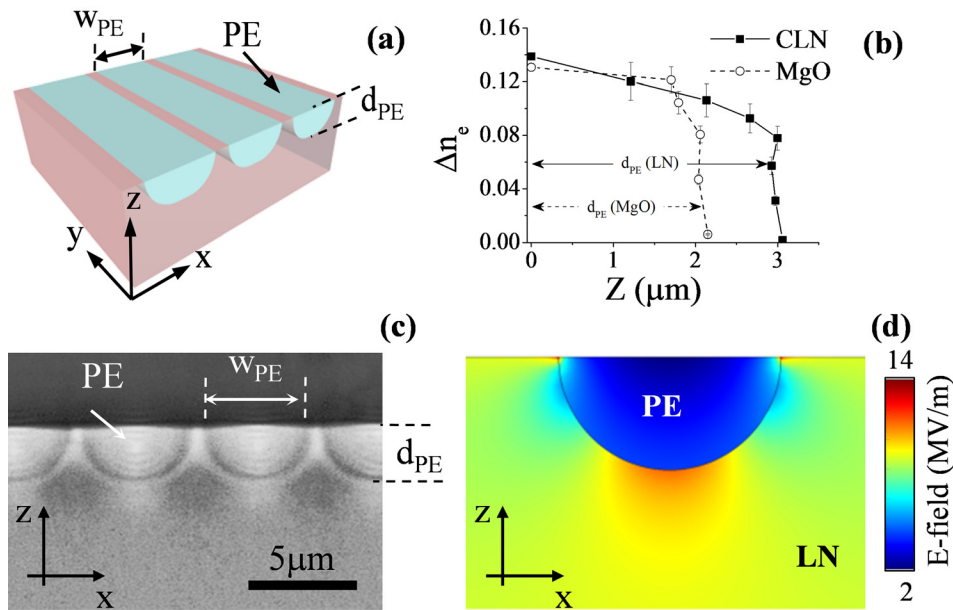 (a)
w_PE
PE
d_PE
z
y
x
(b)
CLN
MgO
Δn_e
0.16
0.12
0.08
0.04
0.00
d_PE (LN)
d_PE (MgO)
0 1 2 3
Z (μm)
(c)
PE
w_PE
d_PE
z
x
5μm
(d)
PE
LN
z
x
14
E-field (MV/m)
2